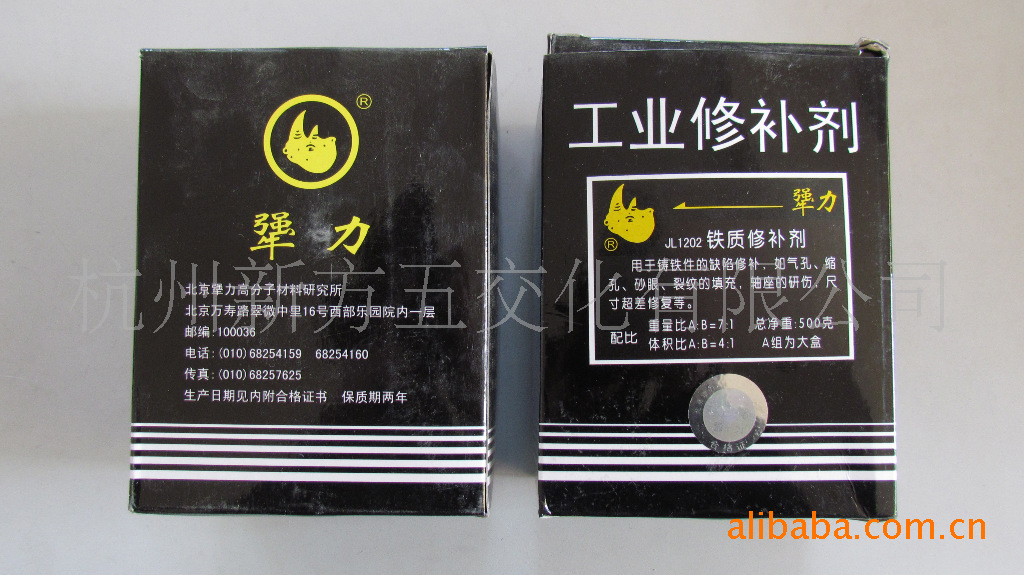 ®
犟力
北京犟力高分子材料研究所
北京万寿路翠微中里16号西部乐园院内一层
邮编:100036
电话:(010)68254159 68254160
传真:(010)68257625
生产日期见内附合格证书 保质期两年
工业修补剂
犟力
®
JL1202 铁质修补剂
用于铸铁性的缺陷修补,如气孔、缩
孔、砂眼、裂纹的填充,轴座的研伤,尺
寸超差修复等。
配比
重量比A:B=7:1 总净重:500克
体积比A:B=4:1 A组为大盒
合格证
杭州新方五交化有限公司
alibaba.com.cn